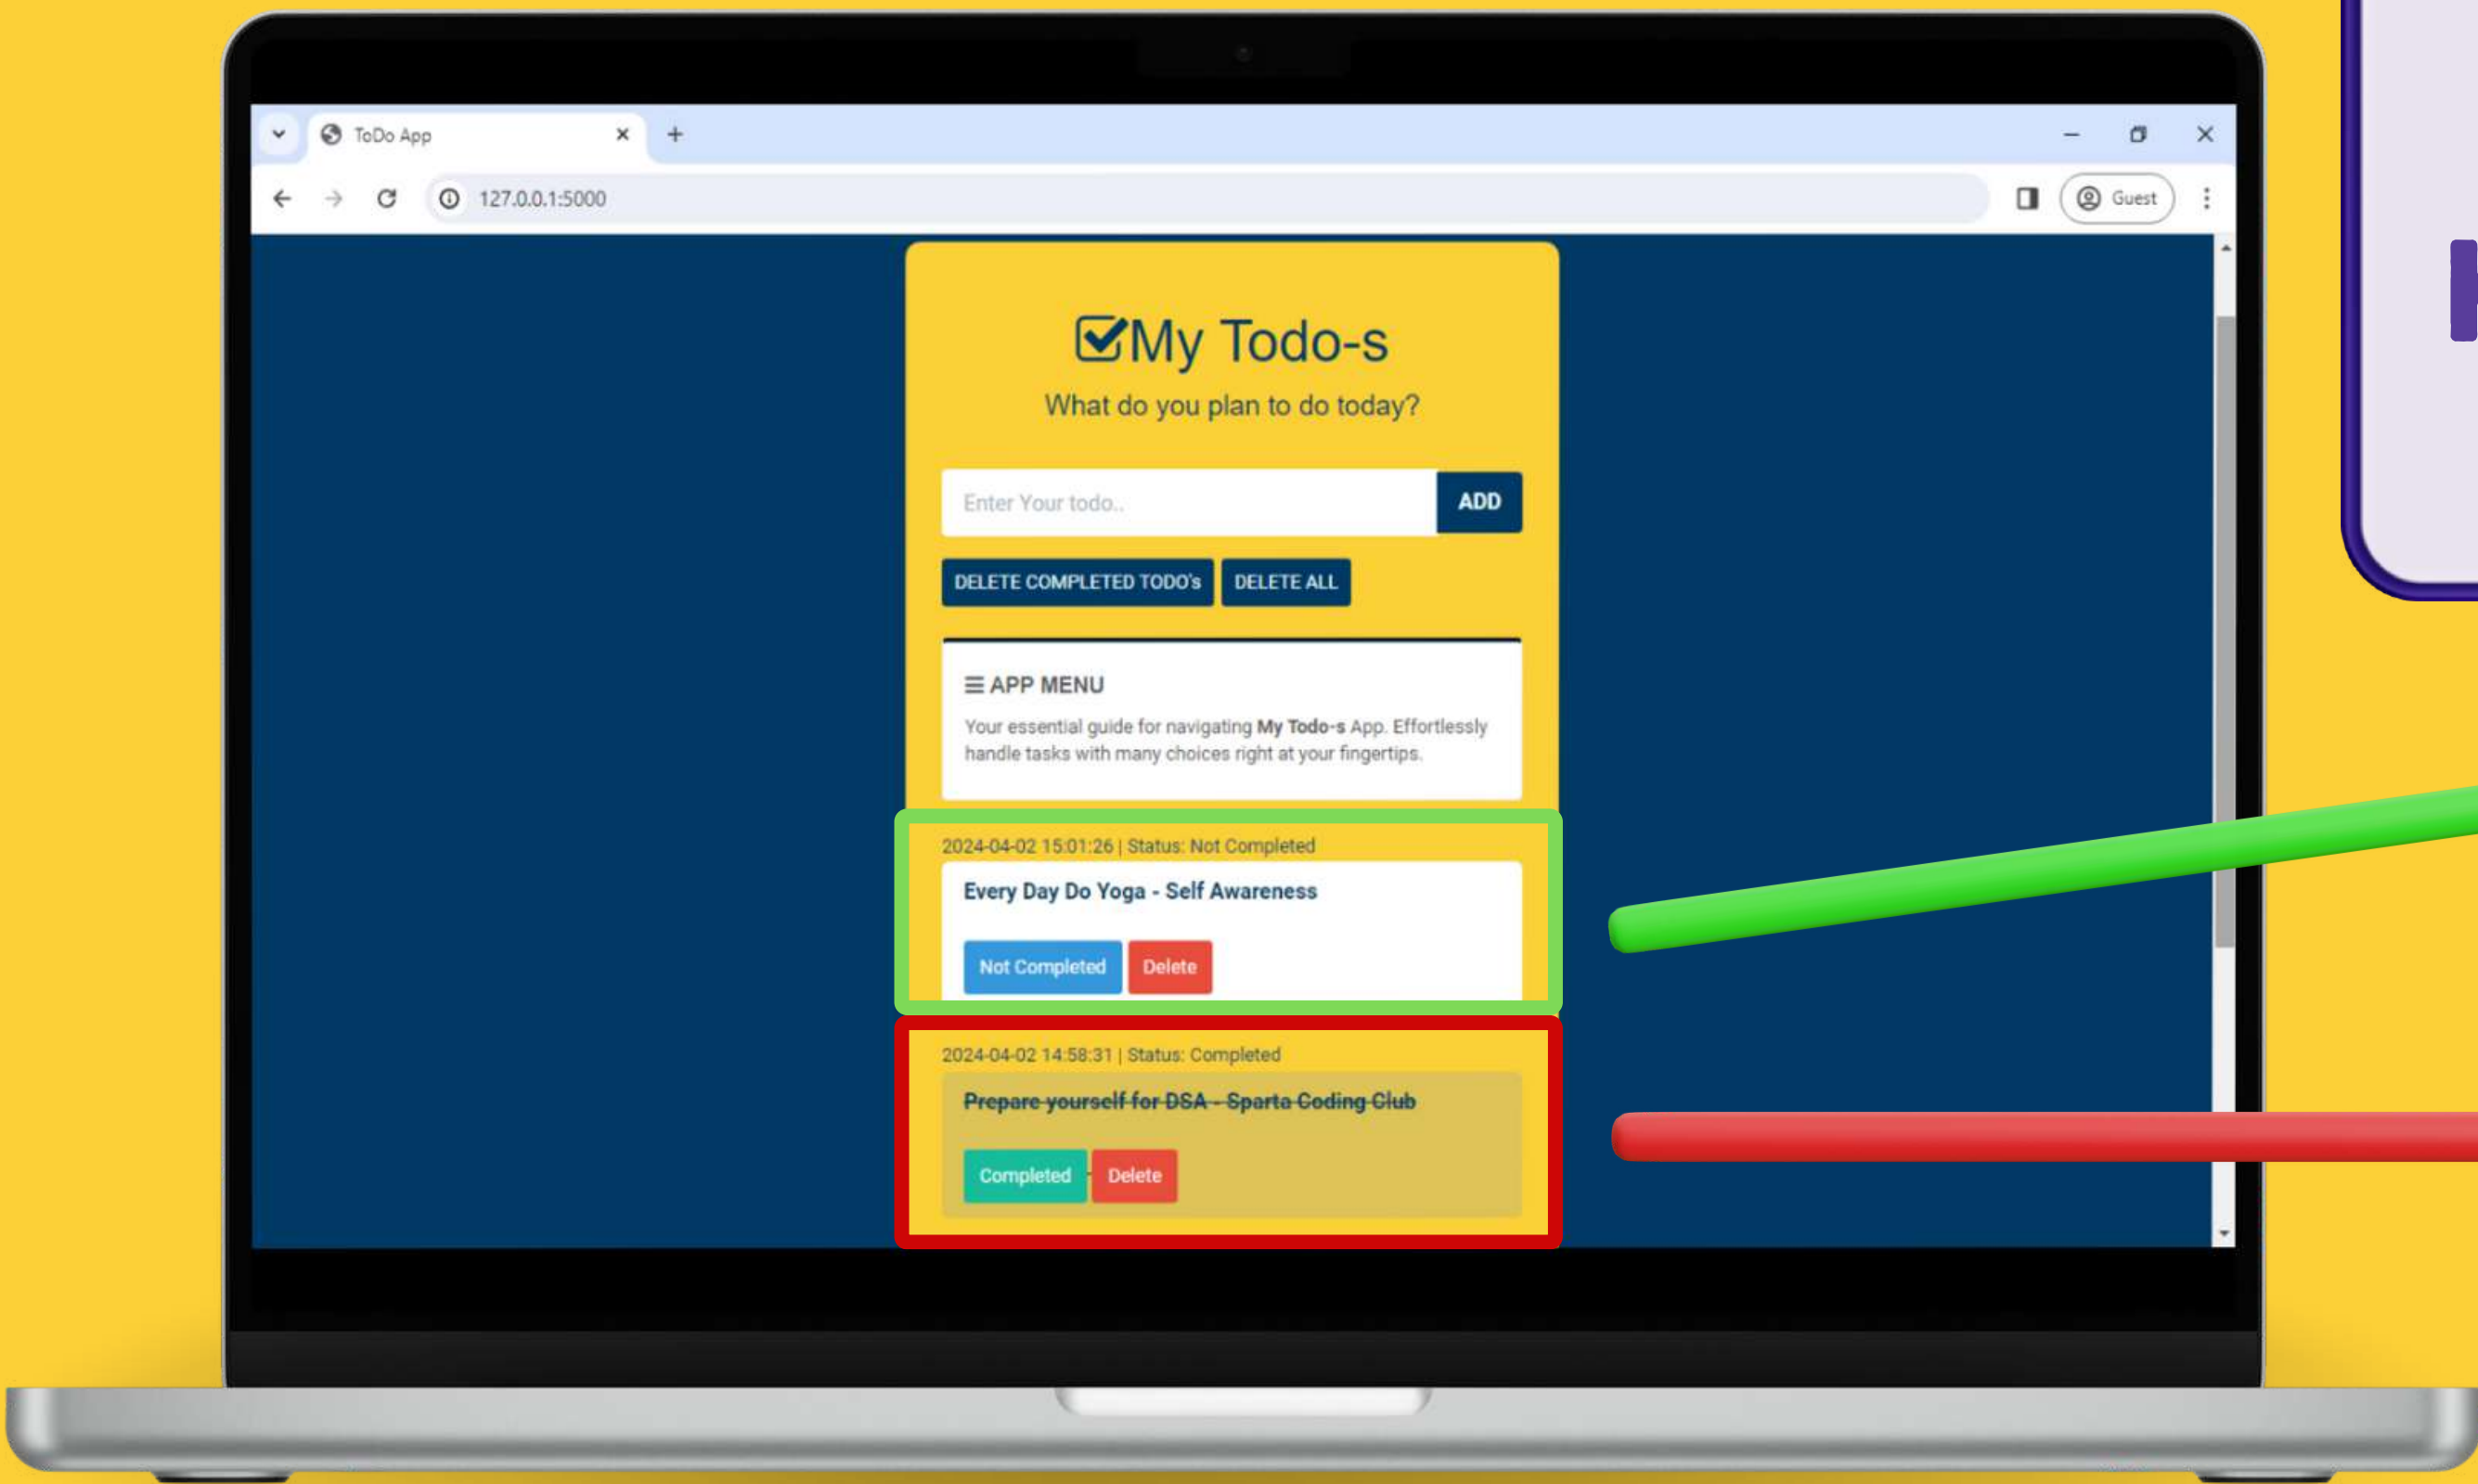 ToDo App
127.0.0.1:5000
Guest
My Todo-s
What do you plan to do today?
Enter Your todo..
ADD
DELETE COMPLETED TODO's
DELETE ALL
APP MENU
Your essential guide for navigating My Todo-s App. Effortlessly
handle tasks with many choices right at your fingertips.
2024-04-02 15:01:26 | Status: Not Completed
Every Day Do Yoga - Self Awareness
Not Completed
Delete
2024-04-02 14:58:31 | Status: Completed
Prepare yourself for DSA - Sparta Coding Club
Completed
Delete